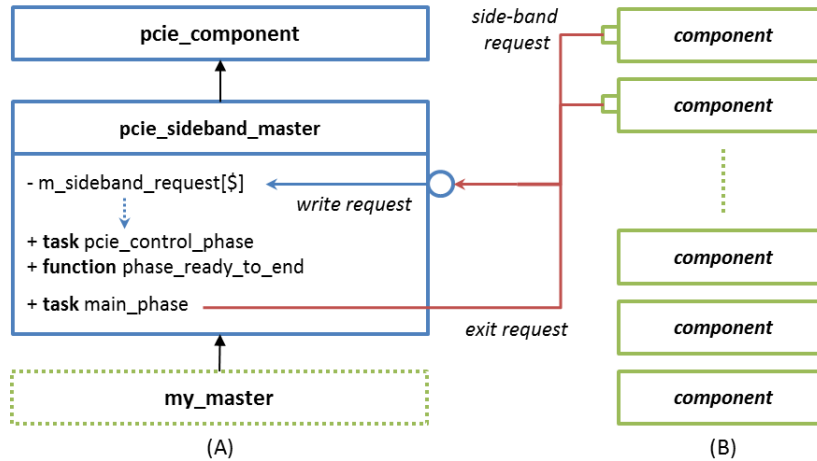 pcie_component
side-band
request
component
component
pcie_sideband_master
- m_sideband_request[$]
write request
+ task pcie_control_phase
+ function phase_ready_to_end
+ task main_phase
exit request
component
component
component
my_master
(A)
(B)